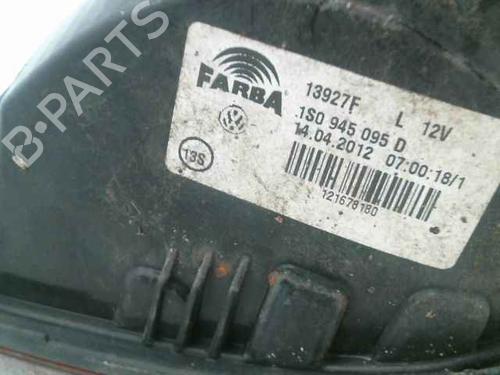 B-PARTS
FARBA
13927F L 12V
1S0 945 095 D
14.04.2012 07:00:18/1
13S
121678180